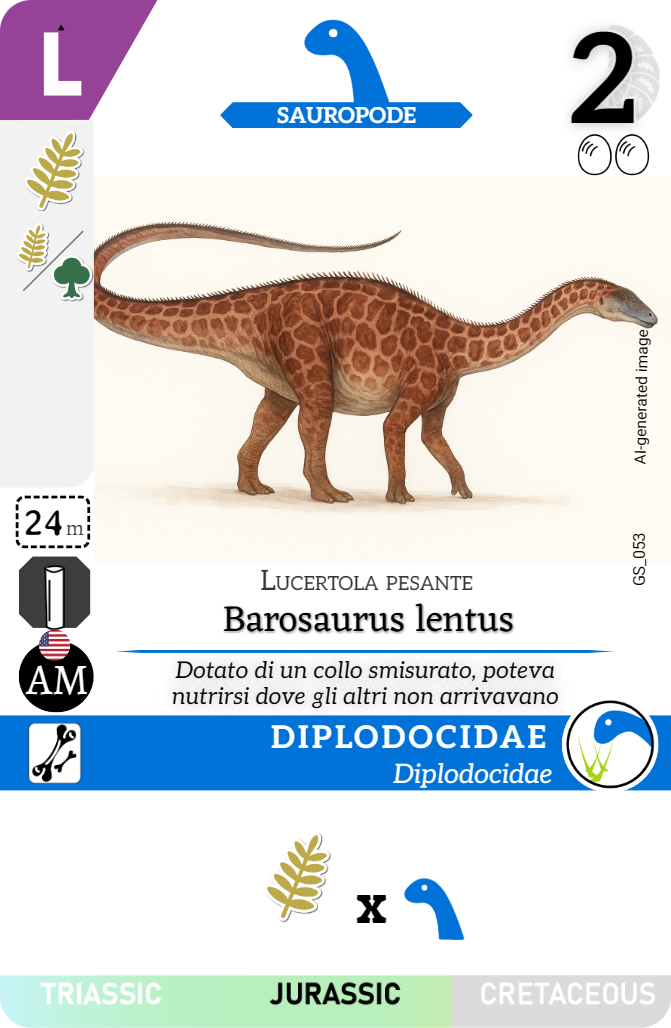 L
SAUROPODE
2
AI-generated image
24 m
GS_053
Lucertola pesante
Barosaurus lentus
AM
Dotato di un collo smisurato, poteva
nutrirsi dove gli altri non arrivavano
DIPLODOCIDAE
Diplodocidae
x
TRIASSIC JURASSIC CRETACEOUS